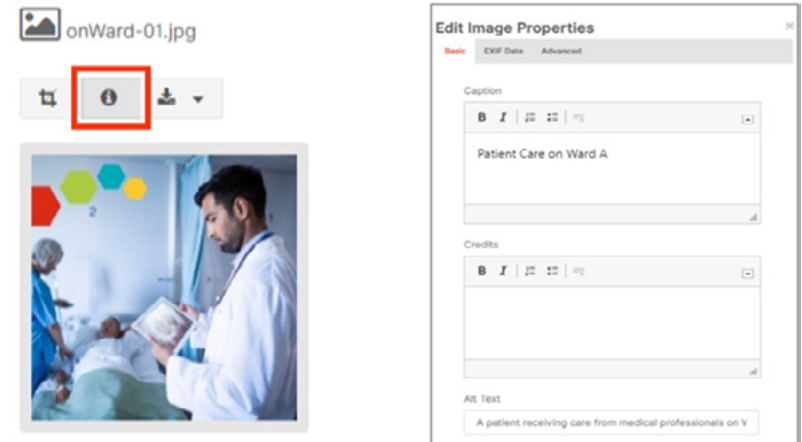 onWard-01.jpg
2
Edit Image Properties
Basic EXIF Data Advanced
Caption
B I
Patient Care on Ward A
Credits
B I
Alt Text
A patient receiving care from medical professionals on